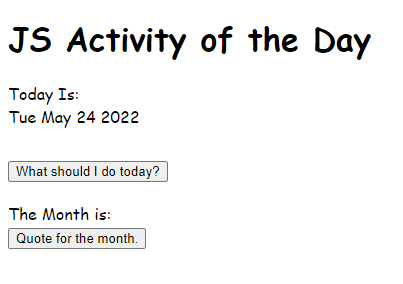 JS Activity of the Day
Today Is:
Tue May 24 2022
What should I do today?
The Month is:
Quote for the month.